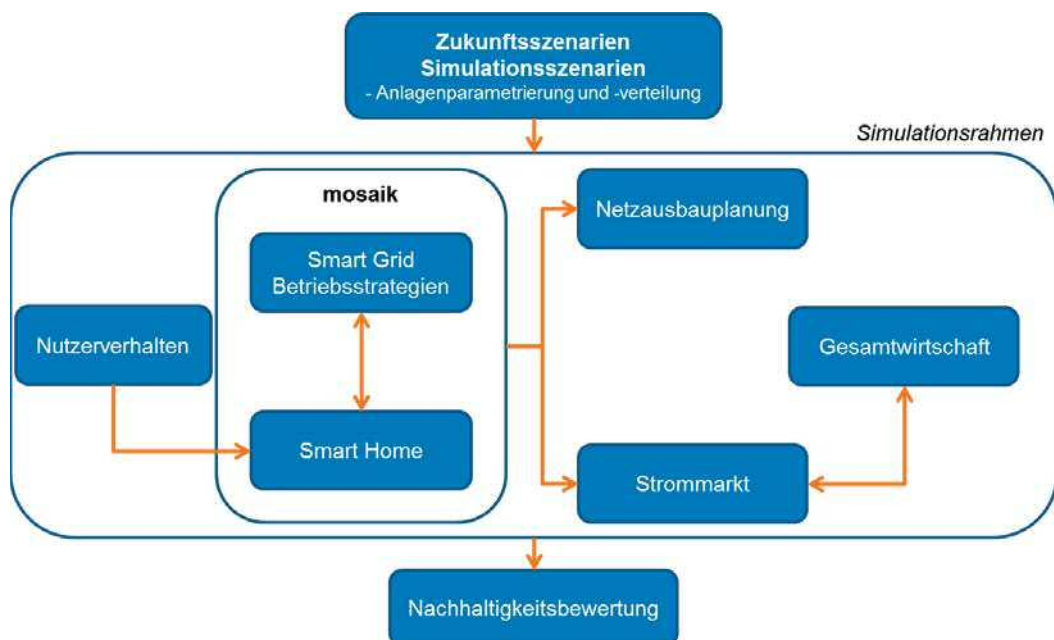 Zukunftsszenarien
Simulationsszenarien
- Anlagenparametrierung und -verteilung
Simulationsrahmen
mosaik
Netzausbauplanung
Smart Grid
Betriebsstrategien
Nutzerverhalten
Gesamtwirtschaft
Smart Home
Strommarkt
Nachhaltigkeitsbewertung